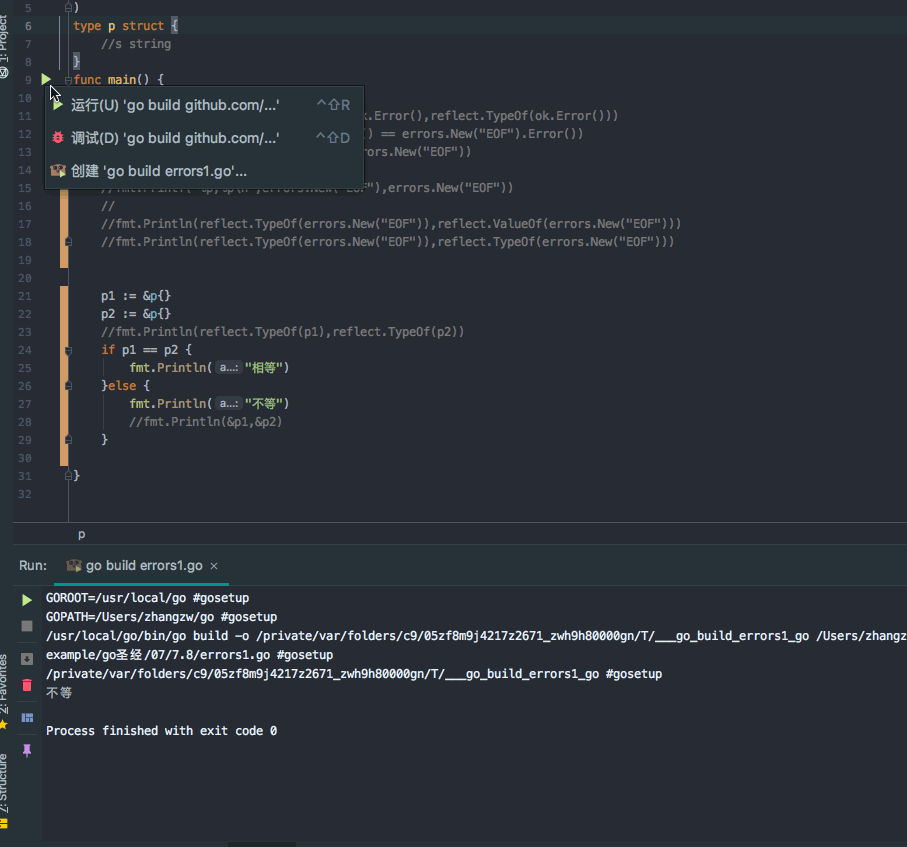 5 )
6 type p struct {
7 //s string
8 }
9 func main() {
10
运行(U) 'go build github.com/...' ^⇧R
11 k.Error(),reflect.TypeOf(ok.Error()))
12 ) == errors.New("EOF").Error())
调试(D) 'go build github.com/...' ^⇧D
13 rors.New("EOF"))
14
创建 'go build errors1.go'...
15 errors.New("EOF"),errors.New("EOF"))
16 //
17 //fmt.Println(reflect.TypeOf(errors.New("EOF")),reflect.ValueOf(errors.New("EOF")))
18 //fmt.Println(reflect.TypeOf(errors.New("EOF")),reflect.TypeOf(errors.New("EOF")))
19
20
21 p1 := &p{}
22 p2 := &p{}
23 //fmt.Println(reflect.TypeOf(p1),reflect.TypeOf(p2))
24 if p1 == p2 {
25 fmt.Println( a...: "相等")
26 }else {
27 fmt.Println( a...: "不等")
28 //fmt.Println(&p1,&p2)
29 }
30
31 }
32
p
1: Project
2: Favorites
7: Structure
Run: go build errors1.go ×
GOROOT=/usr/local/go #gosetup
GOPATH=/Users/zhangzw/go #gosetup
/usr/local/go/bin/go build -o /private/var/folders/c9/05zf8m9j4217z2671_zwh9h80000gn/T/___go_build_errors1_go /Users/zhangz
example/go圣经/07/7.8/errors1.go #gosetup
/private/var/folders/c9/05zf8m9j4217z2671_zwh9h80000gn/T/___go_build_errors1_go #gosetup
不等
Process finished with exit code 0